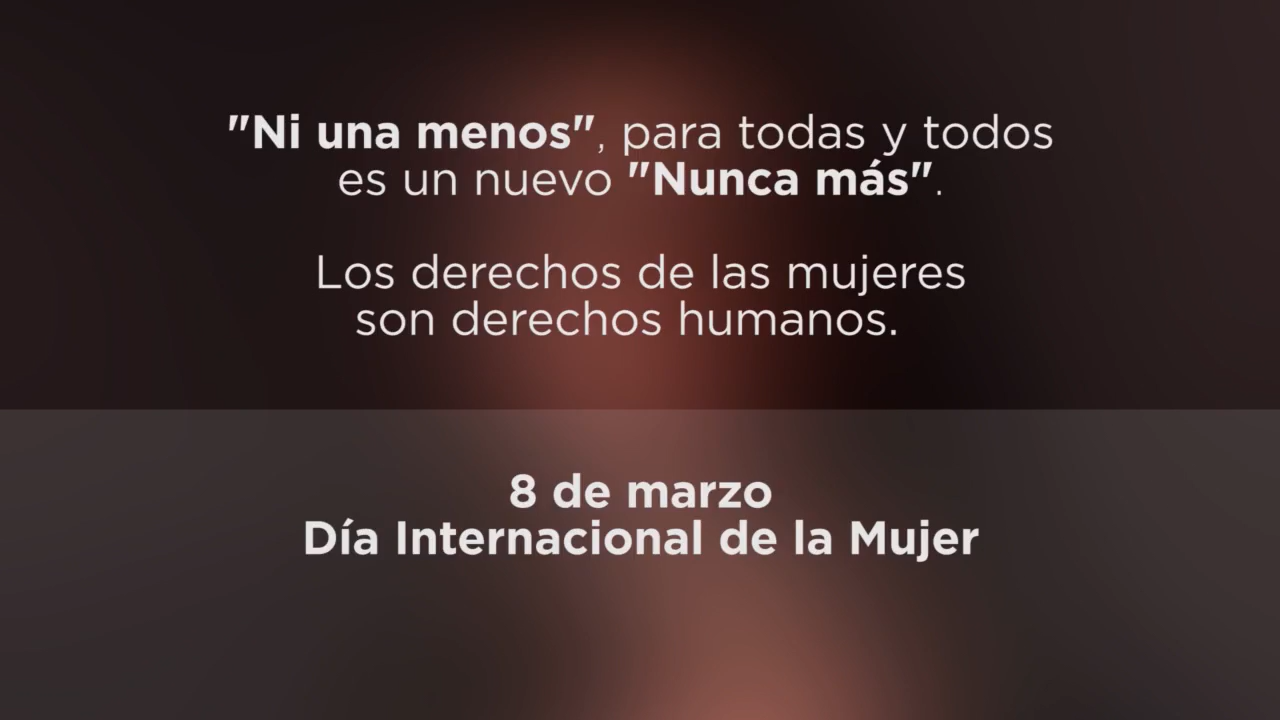 "Ni una menos", para todas y todos
es un nuevo "Nunca más".
Los derechos de las mujeres
son derechos humanos.
8 de marzo
Día Internacional de la Mujer